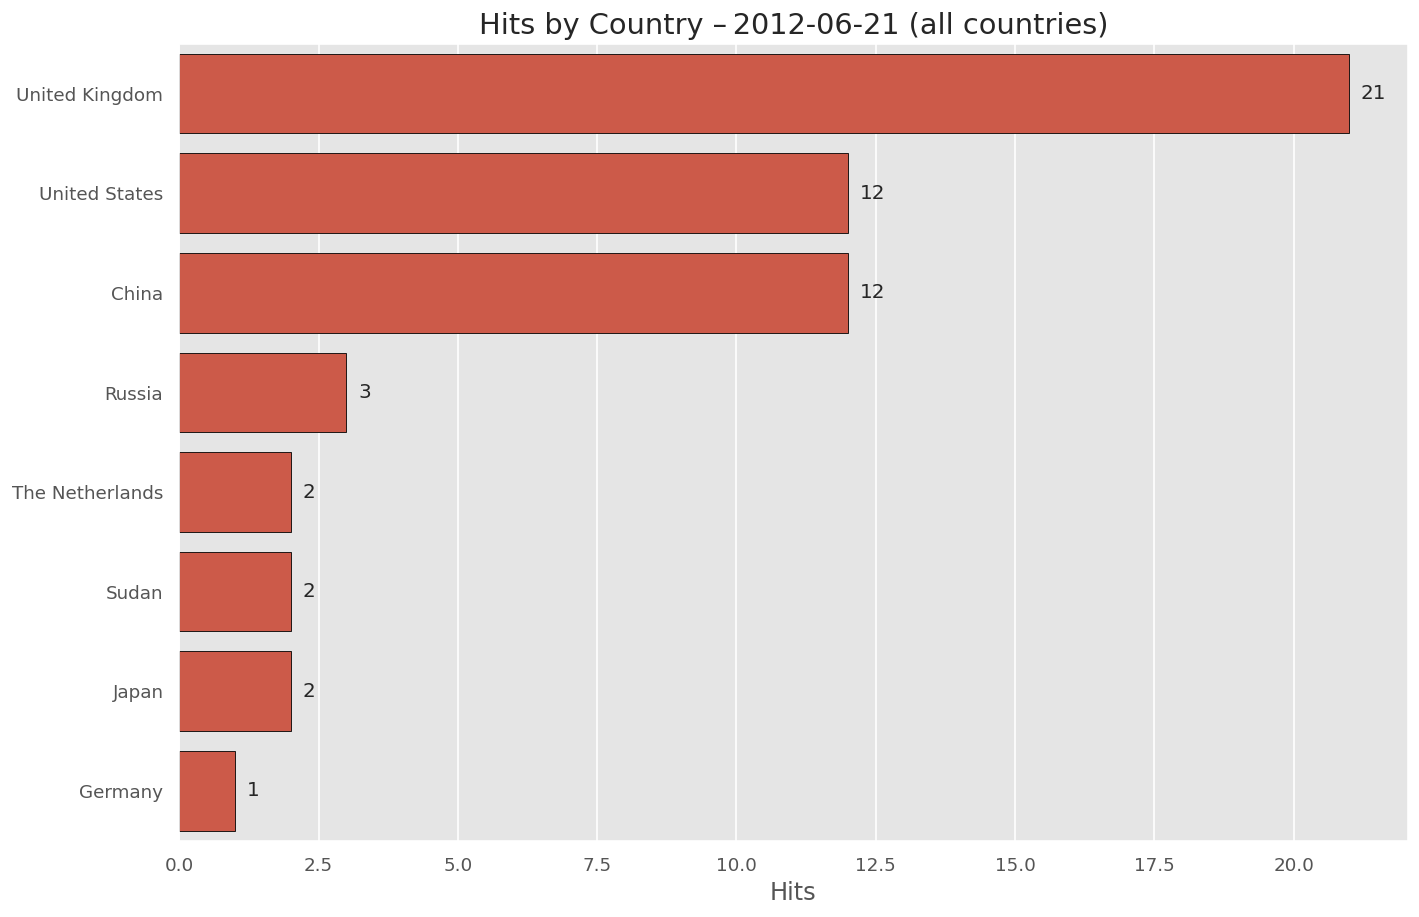 Hits by Country – 2012-06-21 (all countries)
United Kingdom 21
United States 12
China 12
Russia 3
The Netherlands 2
Sudan 2
Japan 2
Germany 1
0.0 2.5 5.0 7.5 10.0 12.5 15.0 17.5 20.0
Hits